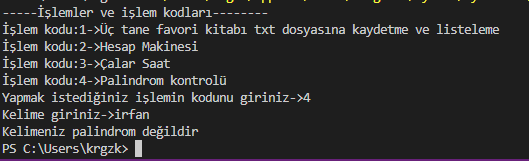 -----İşlemler ve işlem kodları--------
İşlem kodu:1->Üç tane favori kitabı txt dosyasına kaydetme ve listeleme
İşlem kodu:2->Hesap Makinesi
İşlem kodu:3->Çalar Saat
İşlem kodu:4->Palindrom kontrolü
Yapmak istediğiniz işlemin kodunu giriniz->4
Kelime giriniz->irfan
Kelimeniz palindrom değildir
PS C:\Users\krgzk>